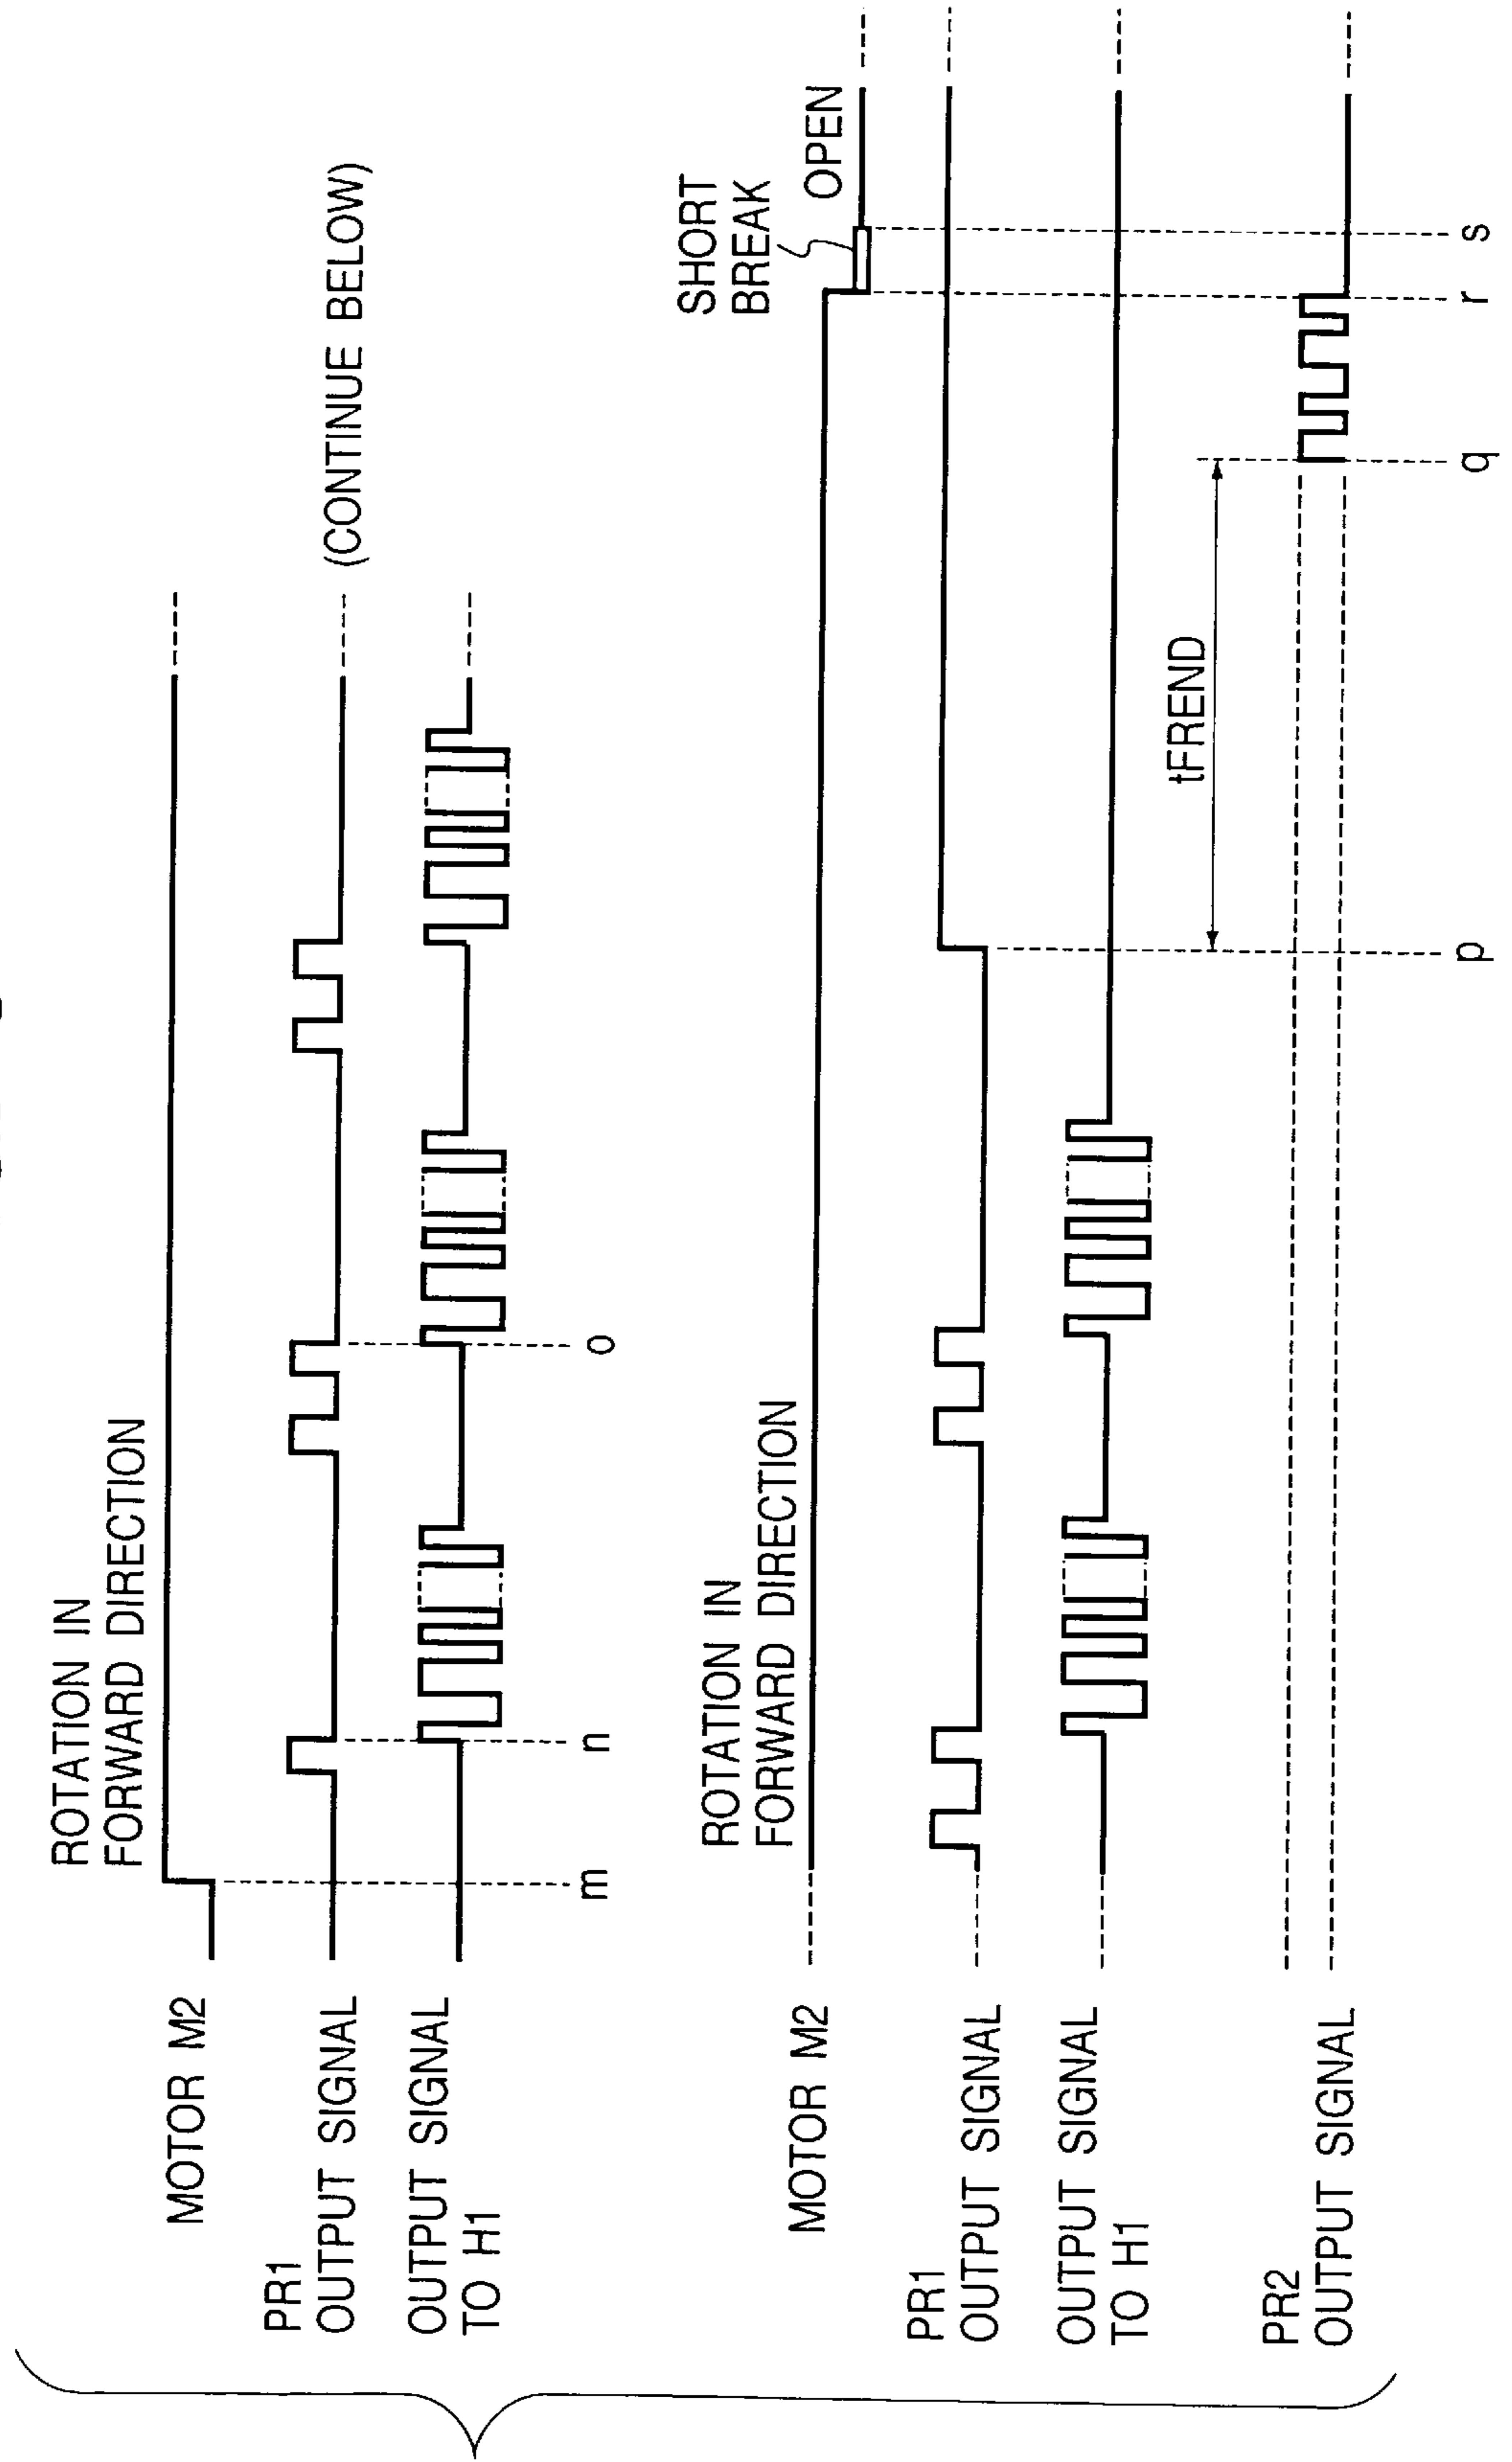 ROTATION IN
FORWARD DIRECTION
MOTOR M2
PR1
OUTPUT SIGNAL
(CONTINUE BELOW)
OUTPUT SIGNAL
TO H1
m
n
o
SHORT
BREAK
OPEN
ROTATION IN
FORWARD DIRECTION
MOTOR M2
PR1
OUTPUT SIGNAL
OUTPUT SIGNAL
TO H1
tFREND
PR2
OUTPUT SIGNAL
p
q
r
s